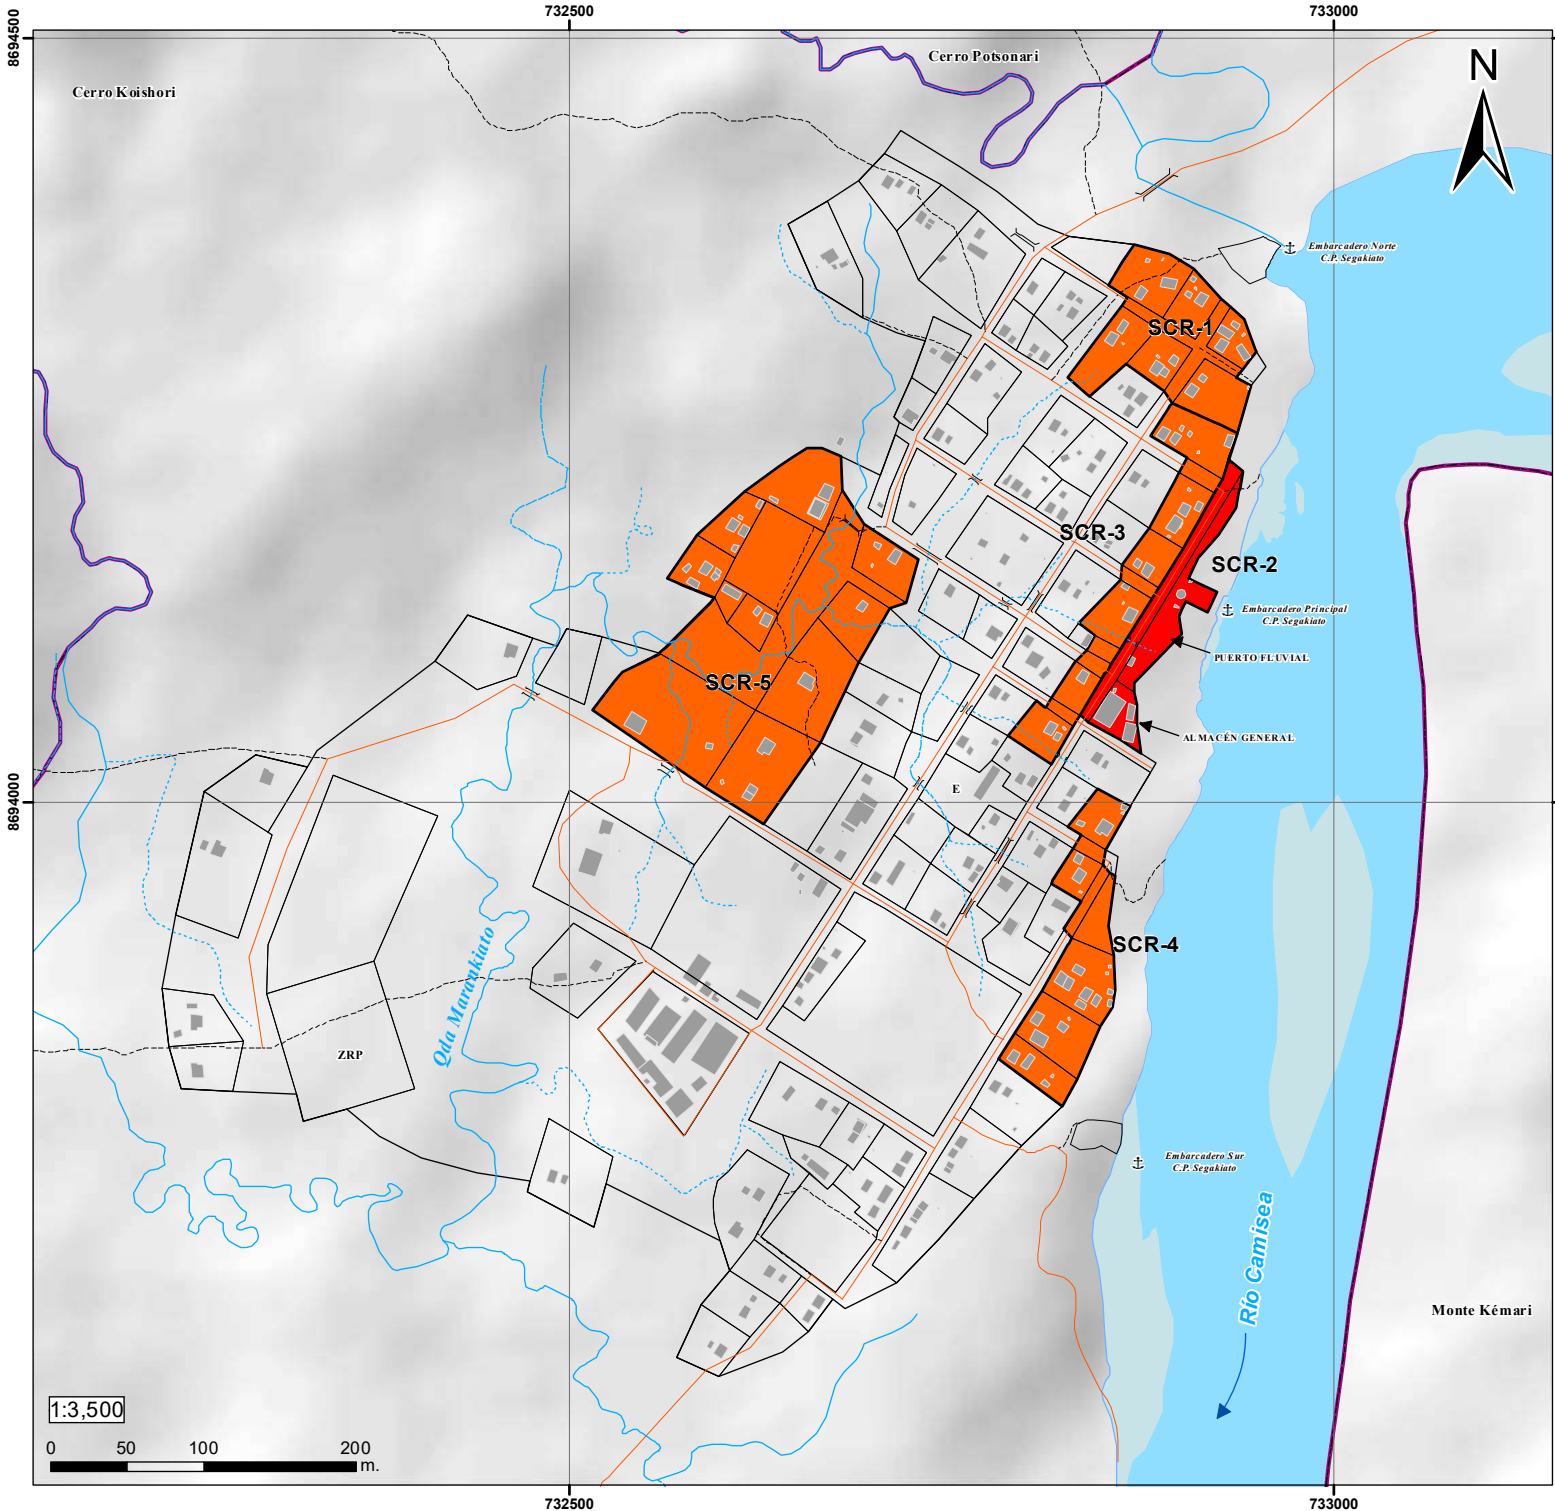 732500
733000
8694500
N
Cerro Potsonari
Cerro Koishori
Embarcadero Norte
C.P. Segakiato
SCR-1
SCR-3
SCR-2
Embarcadero Principal
C.P. Segakiato
PUERTO FLUVIAL
SCR-5
ALMACÉN GENERAL
E
8694000
SCR-4
Qda Marankiato
ZRP
Embarcadero Sur
C.P. Segakiato
Río Camisea
Monte Kémari
1:3,500
0 50 100 200
m.
732500
733000